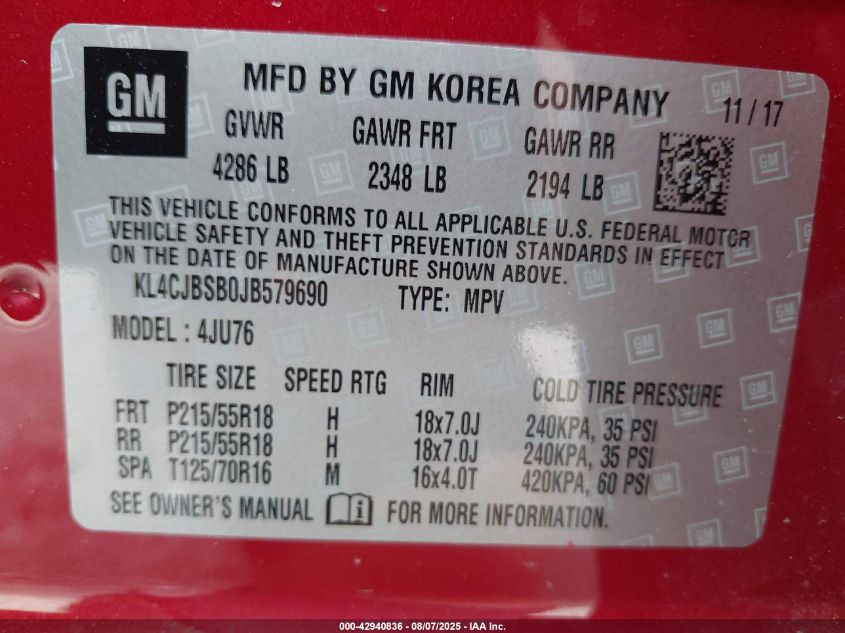 GM
MFD BY GM KOREA COMPANY 11/17
GVWR GAWR FRT GAWR RR
4286 LB 2348 LB 2194 LB
THIS VEHICLE CONFORMS TO ALL APPLICABLE U.S. FEDERAL MOTOR
VEHICLE SAFETY AND THEFT PREVENTION STANDARDS IN EFFECT
ON THE DATE OF MANUFACTURE SHOWN ABOVE.
KL4CJBSB0JB579690 TYPE: MPV
MODEL: 4JU76
TIRE SIZE SPEED RTG RIM COLD TIRE PRESSURE
FRT P215/55R18 H 18x7.0J 240KPA, 35 PSI
RR P215/55R18 H 18x7.0J 240KPA, 35 PSI
SPA T125/70R16 M 16x4.0T 420KPA, 60 PSI
SEE OWNER'S MANUAL i FOR MORE INFORMATION.
000-42940836 - 08/07/2025 - IAA Inc.